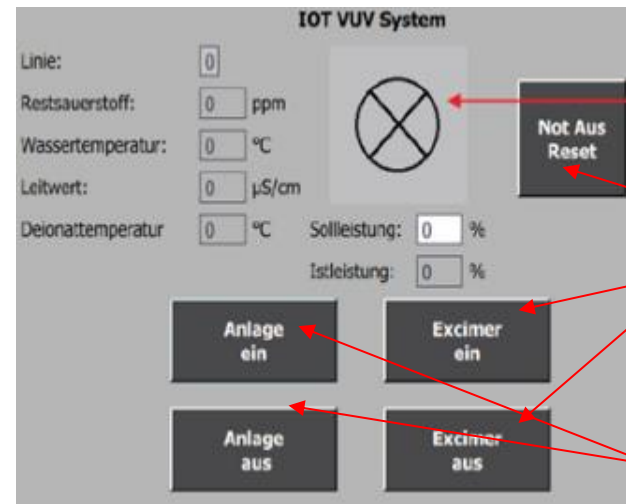 IOT VUV System
Linie: 0
Restsauerstoff: 0 ppm
Wassertemperatur: 0 °C
Leitwert: 0 µS/cm
Deionattemperatur 0 °C
Not Aus
Reset
Sollleistung: 0 %
Istleistung: 0 %
Anlage
ein
Excimer
ein
Anlage
aus
Excimer
aus